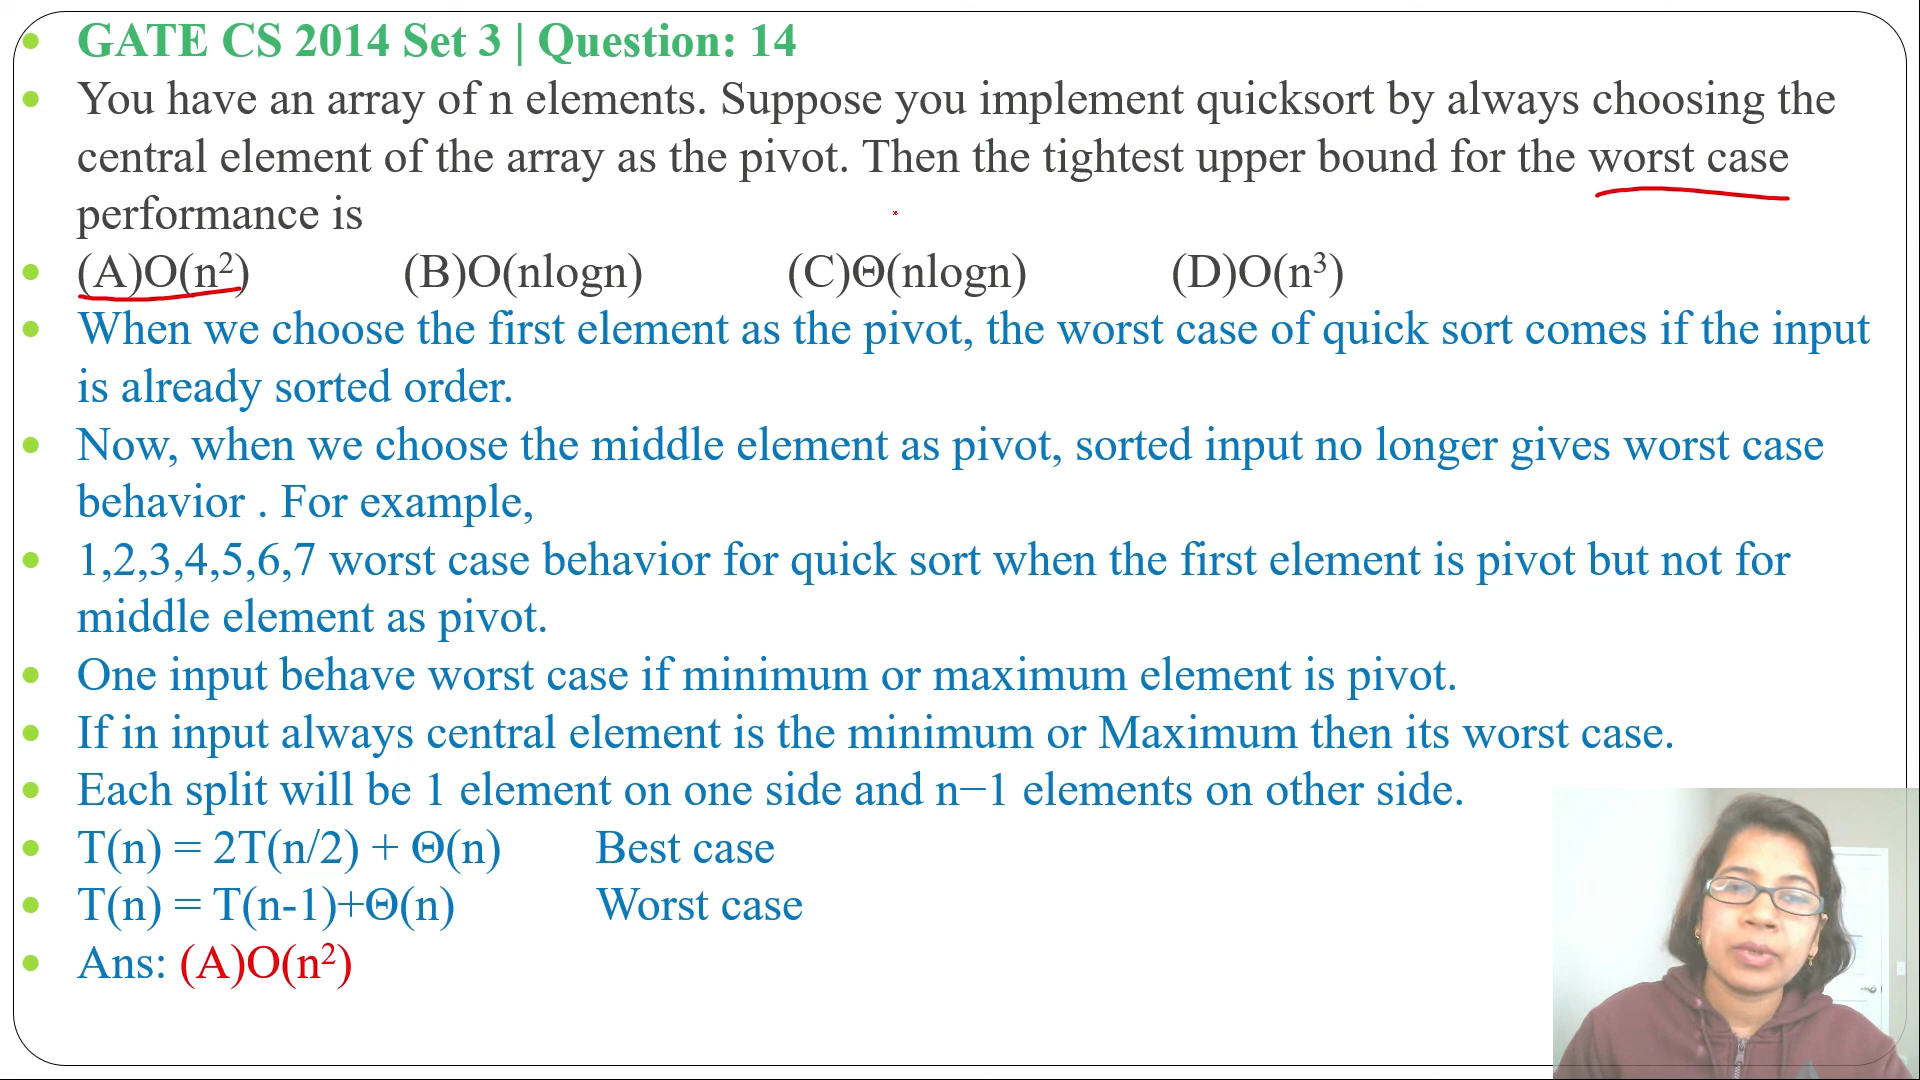 GATE CS 2014 Set 3 | Question: 14
You have an array of n elements. Suppose you implement quicksort by always choosing the
central element of the array as the pivot. Then the tightest upper bound for the worst case
performance is
(A)O(n²) (B)O(nlogn) (C)Θ(nlogn) (D)O(n³)
When we choose the first element as the pivot, the worst case of quick sort comes if the input
is already sorted order.
Now, when we choose the middle element as pivot, sorted input no longer gives worst case
behavior . For example,
1,2,3,4,5,6,7 worst case behavior for quick sort when the first element is pivot but not for
middle element as pivot.
One input behave worst case if minimum or maximum element is pivot.
If in input always central element is the minimum or Maximum then its worst case.
Each split will be 1 element on one side and n−1 elements on other side.
T(n) = 2T(n/2) + Θ(n) Best case
T(n) = T(n-1)+Θ(n) Worst case
Ans: (A)O(n²)